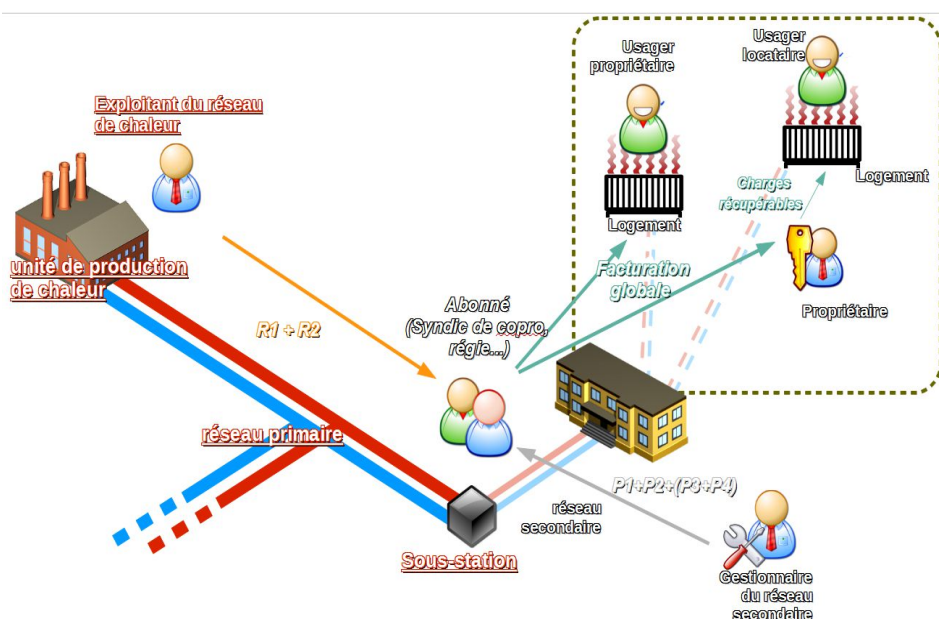 Usager
propriétaire
Usager
locataire
Exploitant du réseau
de chaleur
Logement
Charges
récupérables
Logement
unité de production
de chaleur
Facturation
globale
Propriétaire
Abonné
(Syndic de copro,
régie...)
R1 + R2
réseau primaire
P1+P2+(P3+P4)
réseau
secondaire
Sous-station
Gestionnaire
du réseau
secondaire